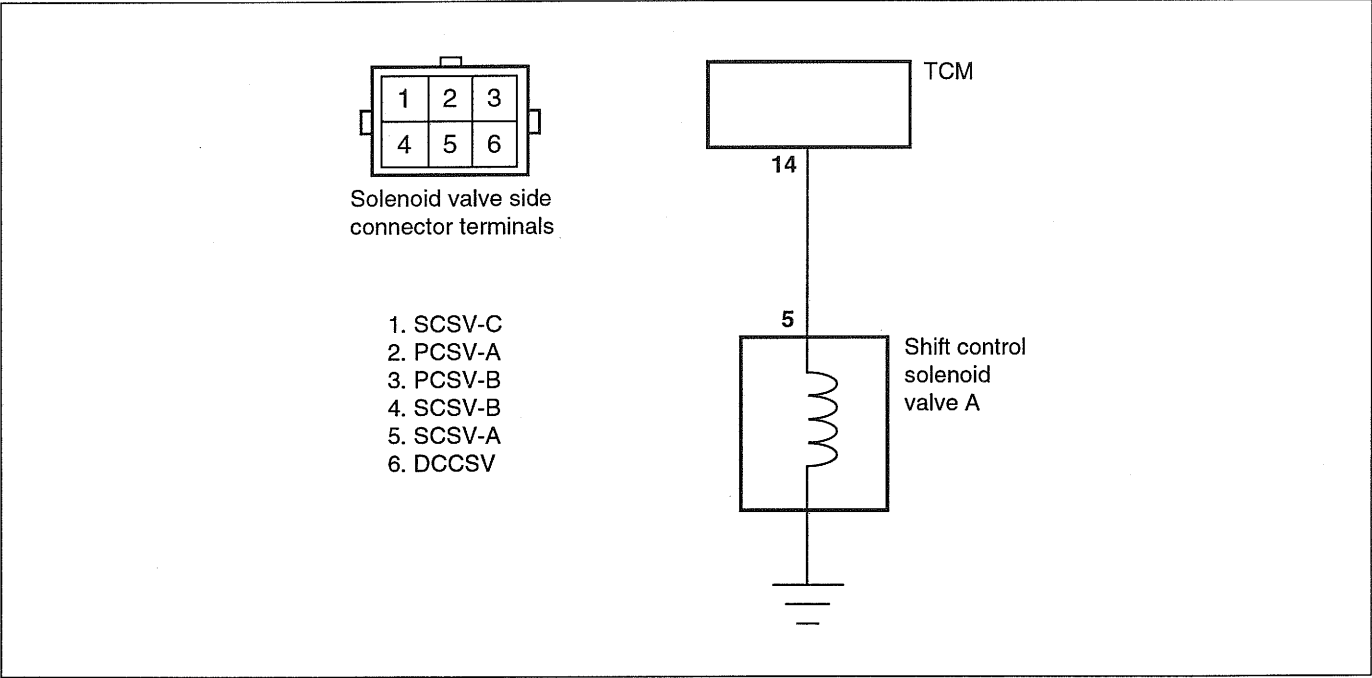 1 2 3
4 5 6
Solenoid valve side
connector terminals
1. SCSV-C
2. PCSV-A
3. PCSV-B
4. SCSV-B
5. SCSV-A
6. DCCSV
TCM
14
5
Shift control
solenoid
valve A